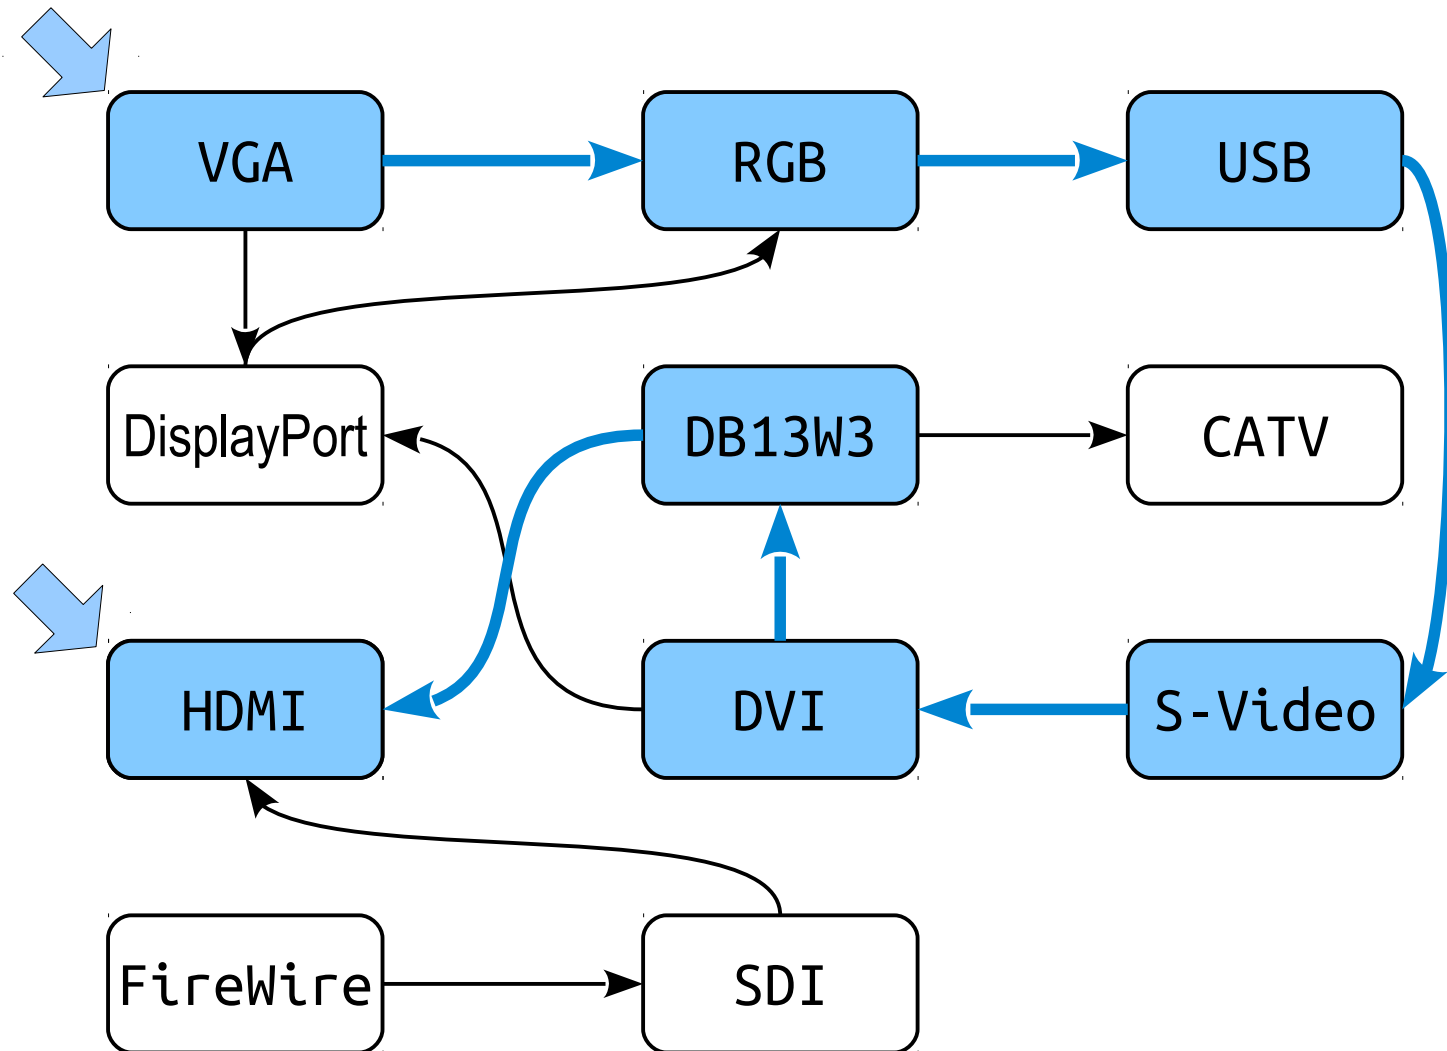 VGA
RGB
USB
DisplayPort
DB13W3
CATV
HDMI
DVI
S-Video
FireWire
SDI